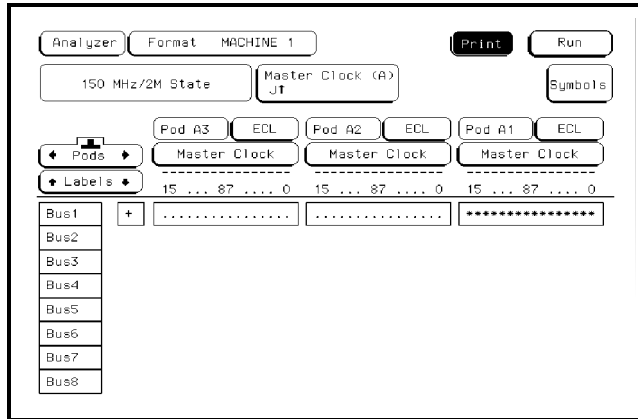 Analyzer Format MACHINE 1 Print Run
150 MHz/2M State Master Clock (A) Symbols
J↑
Pod A3 ECL Pod A2 ECL Pod A1 ECL
← Pods → Master Clock Master Clock Master Clock
↑ Labels ↓
15 ... 87 .... 0 15 ... 87 .... 0 15 ... 87 .... 0
Bus1 + ................ ................ ****************
Bus2
Bus3
Bus4
Bus5
Bus6
Bus7
Bus8